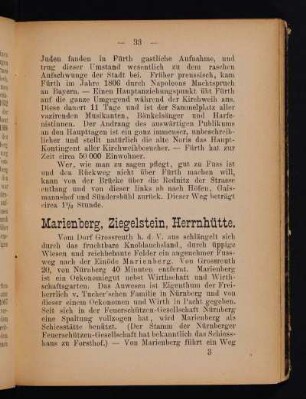 — 33 —
Juden fanden in Fürth gastliche Aufnahme, und
trug dieser Umstand wesentlich zu dem raschen
Aufschwunge der Stadt bei. Früher preussisch, kam
Fürth im Jahre 1806 durch Napoleons Machtspruch
an Bayern. — Einen Hauptanziehungspunkt übt Fürth
auf die ganze Umgegend während der Kirchweih aus.
Diese dauert 11 Tage und ist der Sammelplatz aller
vazirenden Musikanten, Bänkelsänger und Harfe-
nistinnen. Der Andrang des auswärtigen Publikums
an den Haupttagen ist ein ganz immenser, unbeschreib-
licher und stellt natürlich die alte Noris das Haupt-
Kontingent aller Kirchweihbesucher. — Fürth hat zur
Zeit circa 50 000 Einwohner.
Wer, wie man zu sagen pflegt, gut zu Fuss ist
und den Rückweg nicht über Fürth machen will,
kann von der Brücke über die Rednitz der Strasse
entlang und von dieser links ab nach Höfen, Gais-
mannshof und Sündersbühl zurück. Dieser Weg beträgt
circa 1½ Stunde.
Marienberg, Ziegelstein, Herrnhütte.
Vom Dorf Grossreuth h. d. V. aus schlängelt sich
durch das fruchtbare Knoblauchsland, durch üppige
Wiesen und reichbebaute Felder ein angenehmer Fuss-
weg nach der Einöde Marienberg. Von Grossreuth
20, von Nürnberg 40 Minuten entfernt. Marienberg
ist ein Oekonomiegut nebst Wirthschaft und Wirth-
schaftsgarten. Das Anwesen ist Eigenthum der Frei-
herrlich v. Tucher'schen Familie in Nürnberg und von
dieser einem Oekonomen und Wirth in Pacht gegeben.
Seit sich in der Feuerschützen-Gesellschaft Nürnberg
eine Spaltung vollzogen hat, wird Marienberg als
Schiesstätte benützt. (Der Stamm der Nürnberger
Feuerschützen-Gesellschaft hat bekanntlich das Schiess-
haus zu Forsthof.) — Von Marienberg führt ein Weg
3